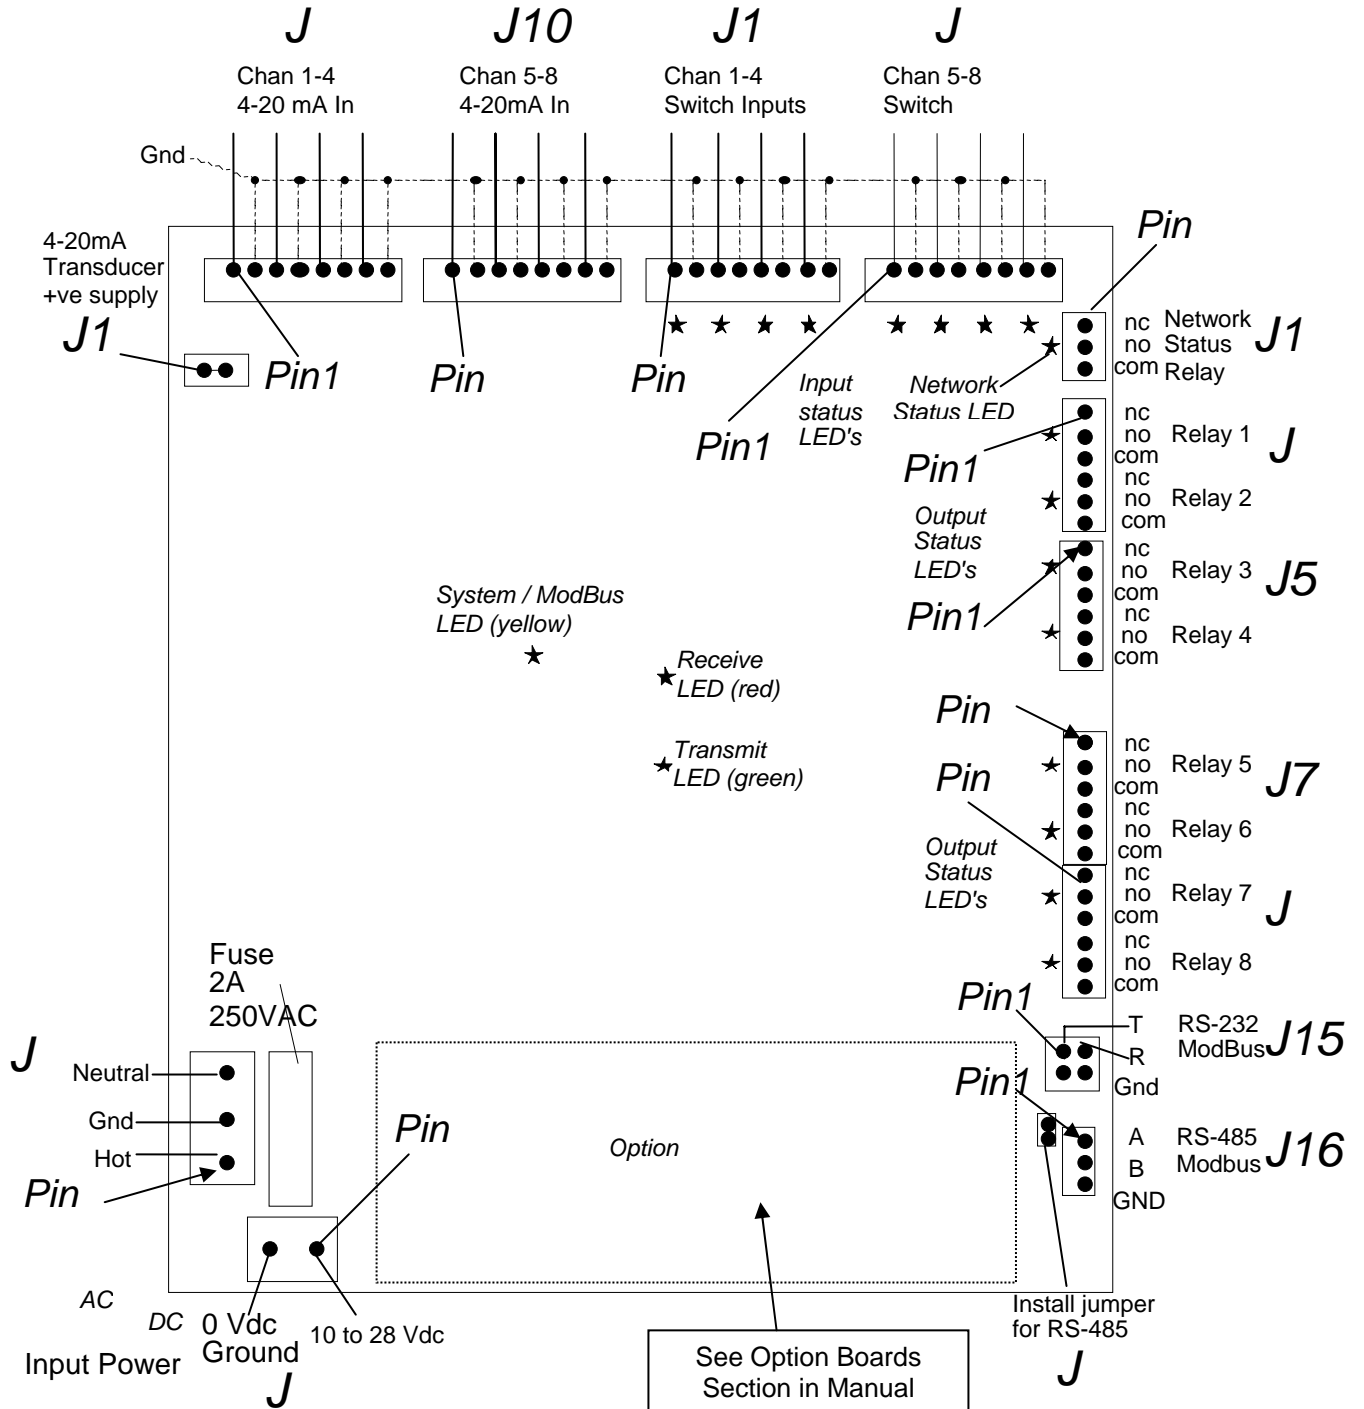 J
J10
J1
J
Chan 1-4
4-20 mA In
Chan 5-8
4-20mA In
Chan 1-4
Switch Inputs
Chan 5-8
Switch
Gnd
Pin
4-20mA
Transducer
+ve supply
J1
Pin1
Pin
Pin
Pin1
Input
status
LED's
Network
Status LED
nc
no
com
Network
Status
Relay
J1
Pin1
nc
no
com
nc
no
com
Relay 1
Relay 2
J
Output
Status
LED's
Pin1
nc
no
com
nc
no
com
Relay 3
Relay 4
J5
System / ModBus
LED (yellow)
Receive
LED (red)
Transmit
LED (green)
Pin
nc
no
com
nc
no
com
Relay 5
Relay 6
J7
Pin
Output
Status
LED's
nc
no
com
nc
no
com
Relay 7
Relay 8
J
Fuse
2A
250VAC
Pin1
T
R
Gnd
RS-232
ModBus
J15
J
Neutral
Gnd
Hot
Pin
Pin
Option
Pin1
A
B
GND
RS-485
Modbus
J16
AC
DC
0 Vdc
Ground
10 to 28 Vdc
Input Power
J
Install jumper
for RS-485
J
See Option Boards
Section in Manual